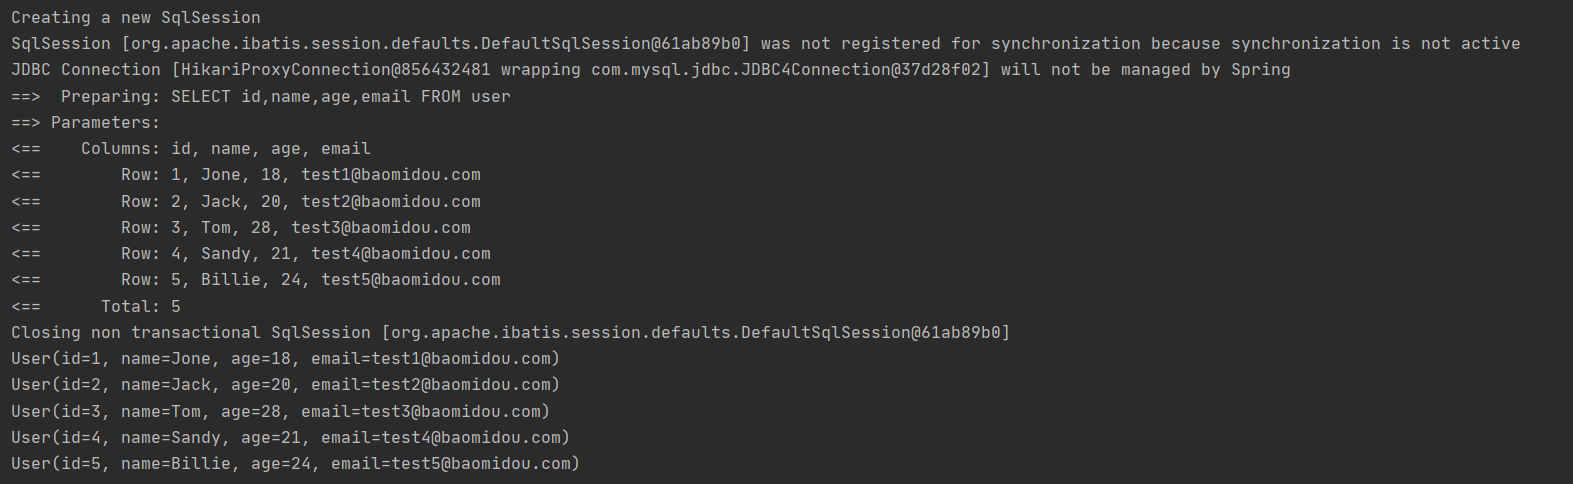 Creating a new SqlSession
SqlSession [org.apache.ibatis.session.defaults.DefaultSqlSession@61ab89b0] was not registered for synchronization because synchronization is not active
JDBC Connection [HikariProxyConnection@856432481 wrapping com.mysql.jdbc.JDBC4Connection@37d28f02] will not be managed by Spring
==>  Preparing: SELECT id,name,age,email FROM user
==> Parameters:
<==    Columns: id, name, age, email
<==        Row: 1, Jone, 18, test1@baomidou.com
<==        Row: 2, Jack, 20, test2@baomidou.com
<==        Row: 3, Tom, 28, test3@baomidou.com
<==        Row: 4, Sandy, 21, test4@baomidou.com
<==        Row: 5, Billie, 24, test5@baomidou.com
<==      Total: 5
Closing non transactional SqlSession [org.apache.ibatis.session.defaults.DefaultSqlSession@61ab89b0]
User(id=1, name=Jone, age=18, email=test1@baomidou.com)
User(id=2, name=Jack, age=20, email=test2@baomidou.com)
User(id=3, name=Tom, age=28, email=test3@baomidou.com)
User(id=4, name=Sandy, age=21, email=test4@baomidou.com)
User(id=5, name=Billie, age=24, email=test5@baomidou.com)